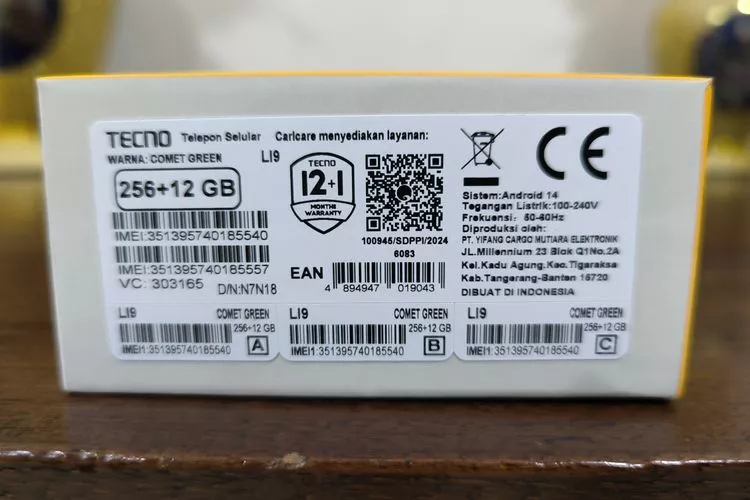 TECNO Telepon Selular Carlcare menyediakan layanan:
WARNA: COMET GREEN LI9
256+12 GB
IMEI:351395740185540
IMEI:351395740185557
VC: 303165 D/N:N7N18
TECNO
12+1
MONTHS
WARRANTY
100945/SDPPI/2024
6083
EAN
4 894947 019043
CE
Sistem:Android 14
Tegangan Listrik:100-240V
Frekuensi: 50-60Hz
Diproduksi oleh:
PT. YIFANG CARGO MUTIARA ELEKTRONIK
JL.Millennium 23 Blok Q1No.2A
Kel.Kadu Agung.Kec.Tigaraksa
Kab.Tangerang-Banten 15720
DIBUAT DI INDONESIA
LI9 COMET GREEN
256+12 GB
IMEI1:351395740185540 A
LI9 COMET GREEN
256+12 GB
IMEI1:351395740185540 B
LI9 COMET GREEN
256+12 GB
IMEI1:351395740185540 C